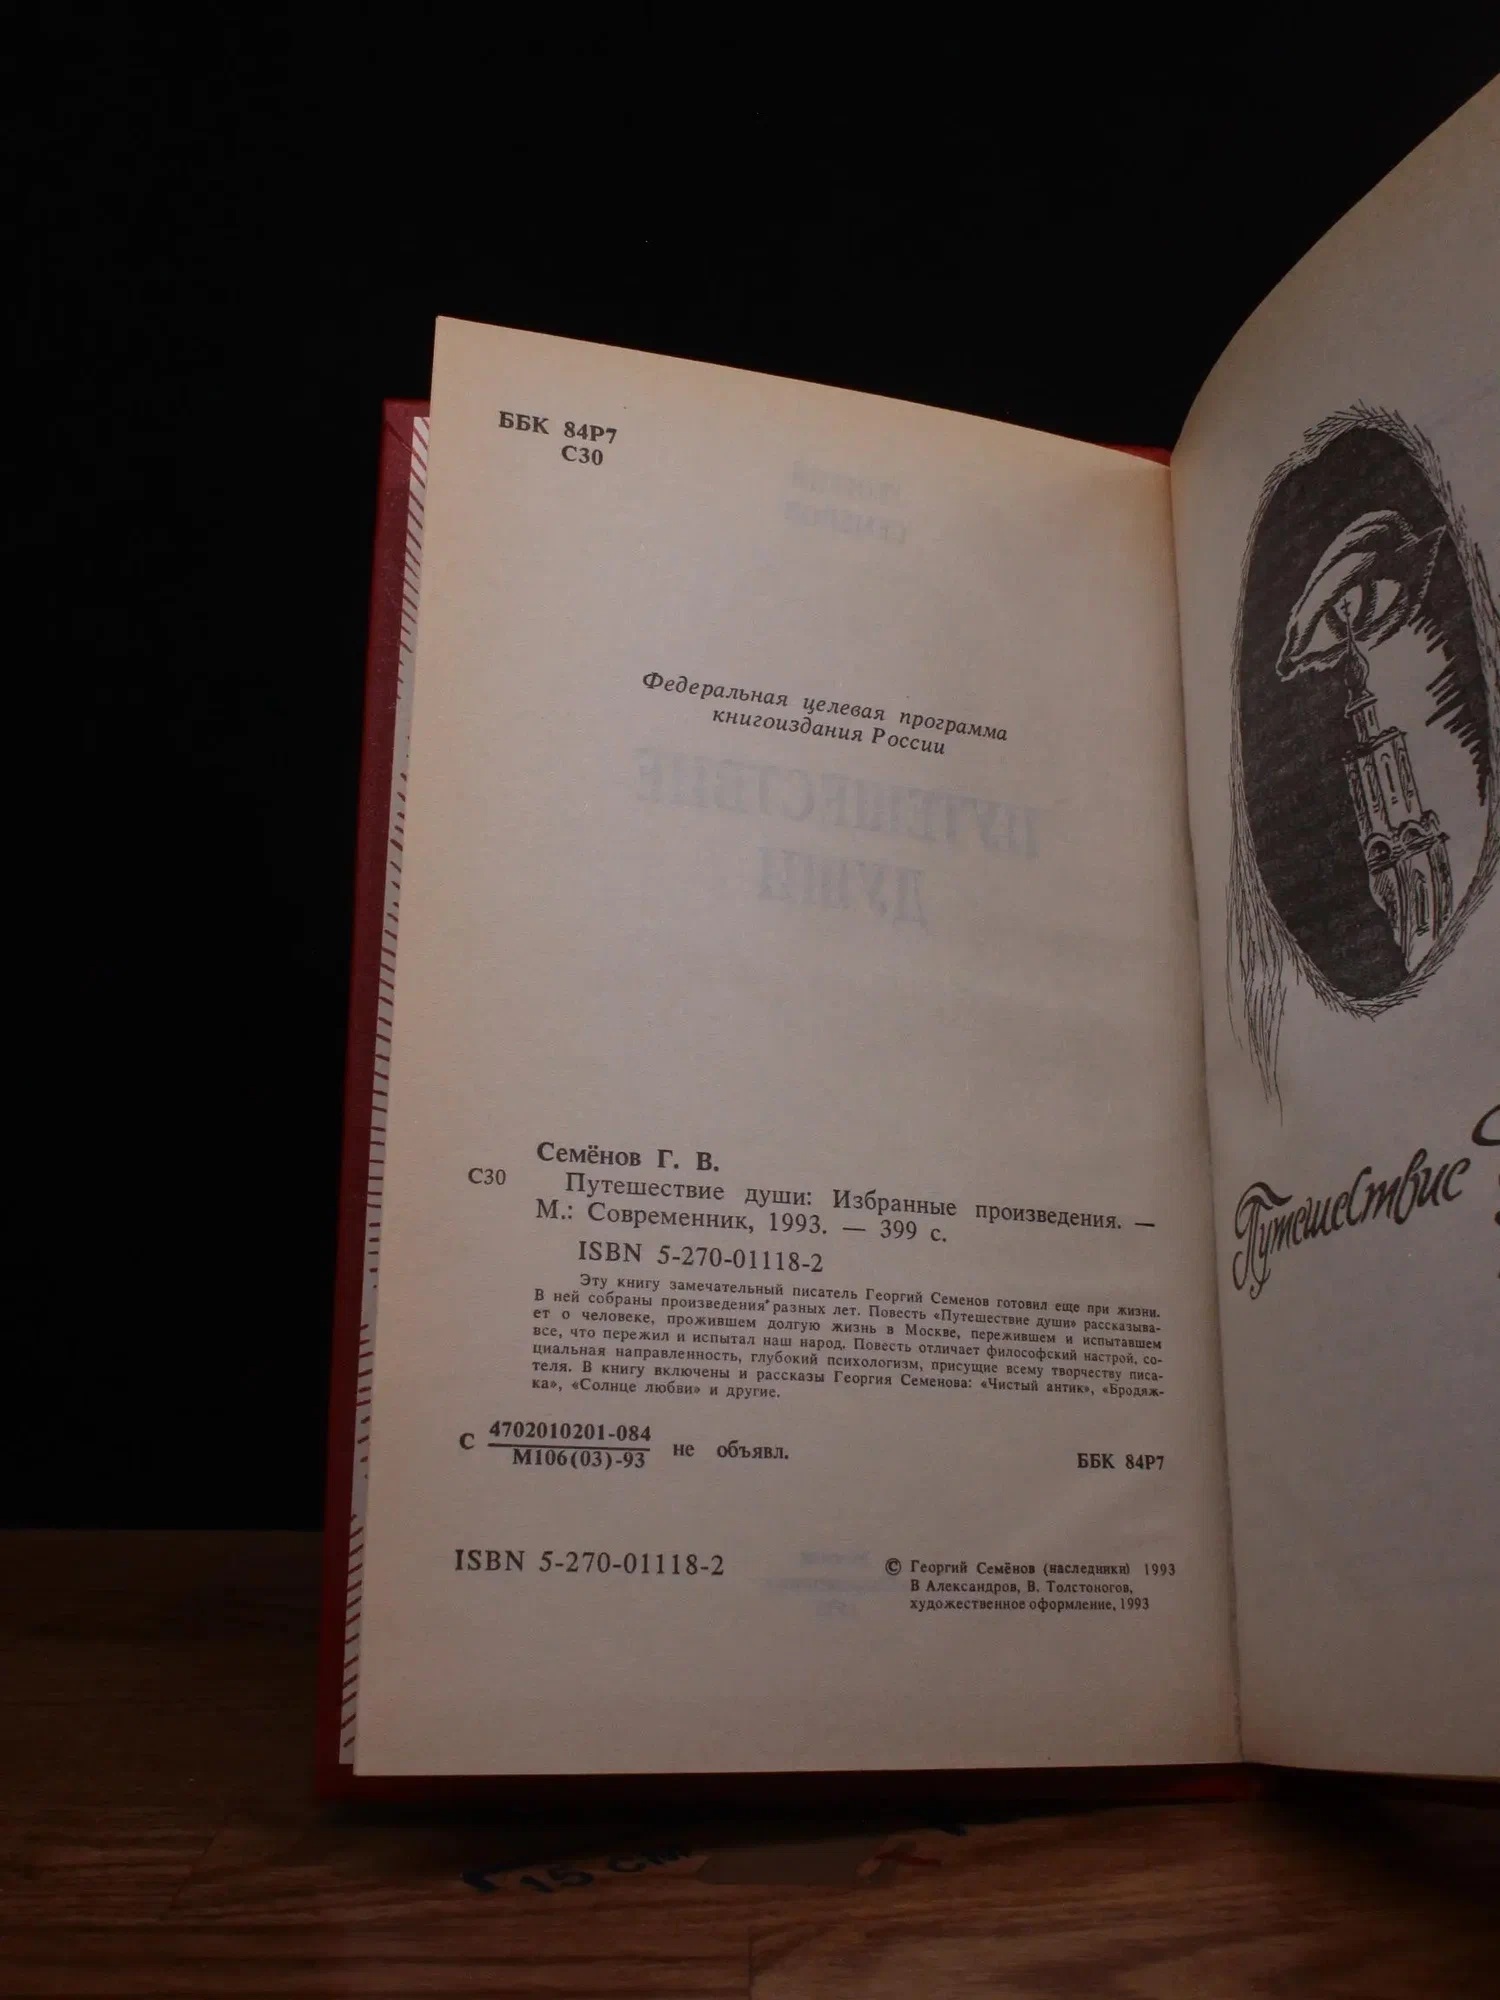 ББК 84Р7
С30
Федеральная целевая программа
книгоиздания России
Семёнов Г. В.
С30
Путешествие души: Избранные произведения. —
М.: Современник, 1993. — 399 с.
ISBN 5-270-01118-2
Эту книгу замечательный писатель Георгий Семенов готовил еще при жизни.
В ней собраны произведения разных лет. Повесть «Путешествие души» рассказыва-
ет о человеке, прожившем долгую жизнь в Москве, пережившем и испытавшем
все, что пережил и испытал наш народ. Повесть отличает философский настрой, со-
циальная направленность, глубокий психологизм, присущие всему творчеству писа-
теля. В книгу включены и рассказы Георгия Семенова: «Чистый антик», «Бродяж-
ка», «Солнце любви» и другие.
С 4702010201-084 не объявл.
М106(03)-93
ББК 84Р7
ISBN 5-270-01118-2
© Георгий Семёнов (наследники) 1993
В Александров, В. Толстоногов,
художественное оформление, 1993
Путешествие
15 см